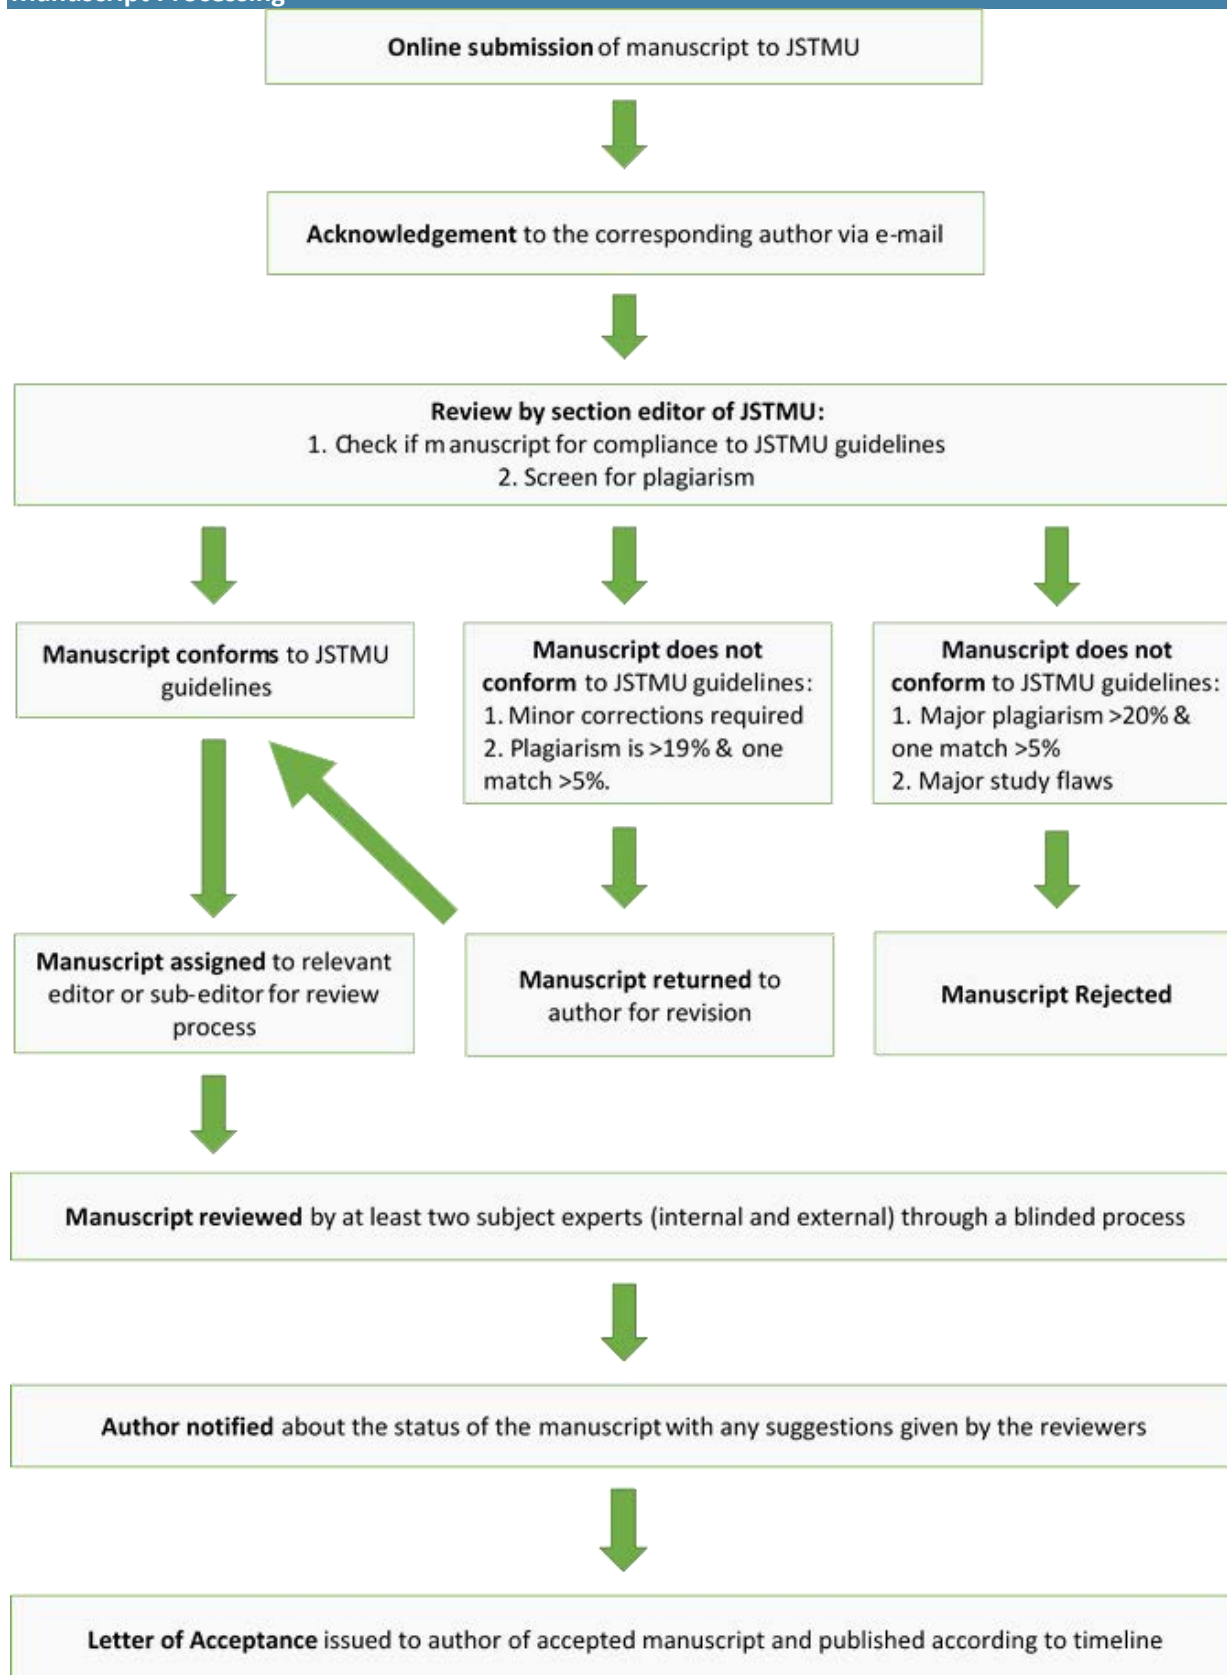 Manuscript Processing
Online submission of manuscript to JSTMU
Acknowledgement to the corresponding author via e-mail
Review by section editor of JSTMU:
1. Check if manuscript for compliance to JSTMU guidelines
2. Screen for plagiarism
Manuscript conforms to JSTMU
guidelines
Manuscript does not
conform to JSTMU guidelines:
1. Minor corrections required
2. Plagiarism is >19% & one
match >5%.
Manuscript does not
conform to JSTMU guidelines:
1. Major plagiarism >20% &
one match >5%
2. Major study flaws
Manuscript assigned to relevant
editor or sub-editor for review
process
Manuscript returned to
author for revision
Manuscript Rejected
Manuscript reviewed by at least two subject experts (internal and external) through a blinded process
Author notified about the status of the manuscript with any suggestions given by the reviewers
Letter of Acceptance issued to author of accepted manuscript and published according to timeline